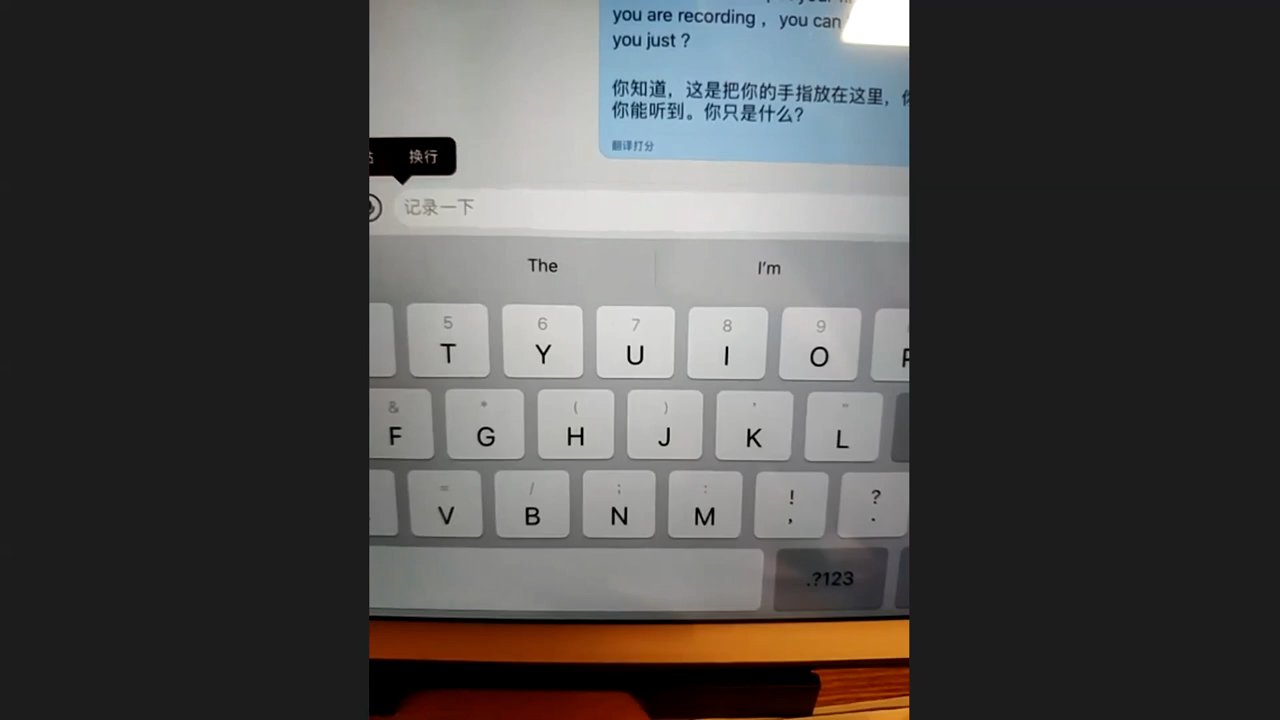 you are recording , you can
you just ?
你知道，这是把你的手指放在这里，
你能听到。你只是什么？
翻译打分
换行
记录一下
The I'm
5 6 7 8 9
T Y U I O
& * ( ) ' "
F G H J K L
= / ; : ! ?
V B N M , .
.?123